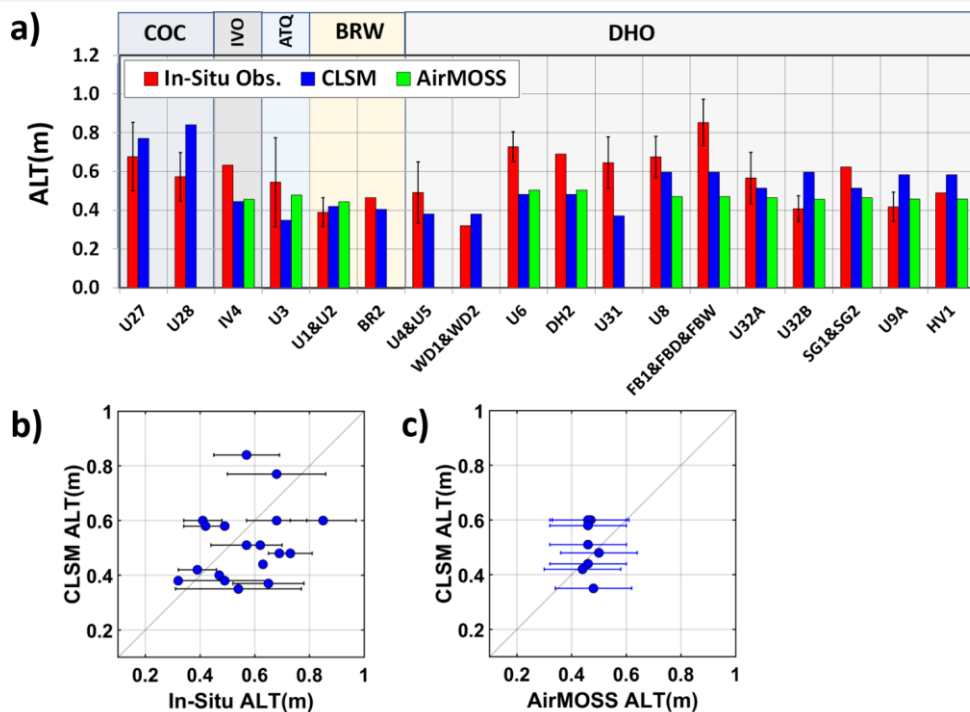 a)
COC IVO ATQ BRW DHO
In-Situ Obs. CLSM AirMOSS
ALT(m)
1.2
1.0
0.8
0.6
0.4
0.2
0.0
U27 U28 IV4 U3 U1&U2 BR2 U4&U5 WD1&WD2 U6 DH2 U31 U8 FB1&FBD&FBW U32A U32B SG1&SG2 U9A HV1
b)
CLSM ALT(m)
1
0.8
0.6
0.4
0.2
0.2 0.4 0.6 0.8 1
In-Situ ALT(m)
c)
CLSM ALT(m)
1
0.8
0.6
0.4
0.2
0.2 0.4 0.6 0.8 1
AirMOSS ALT(m)